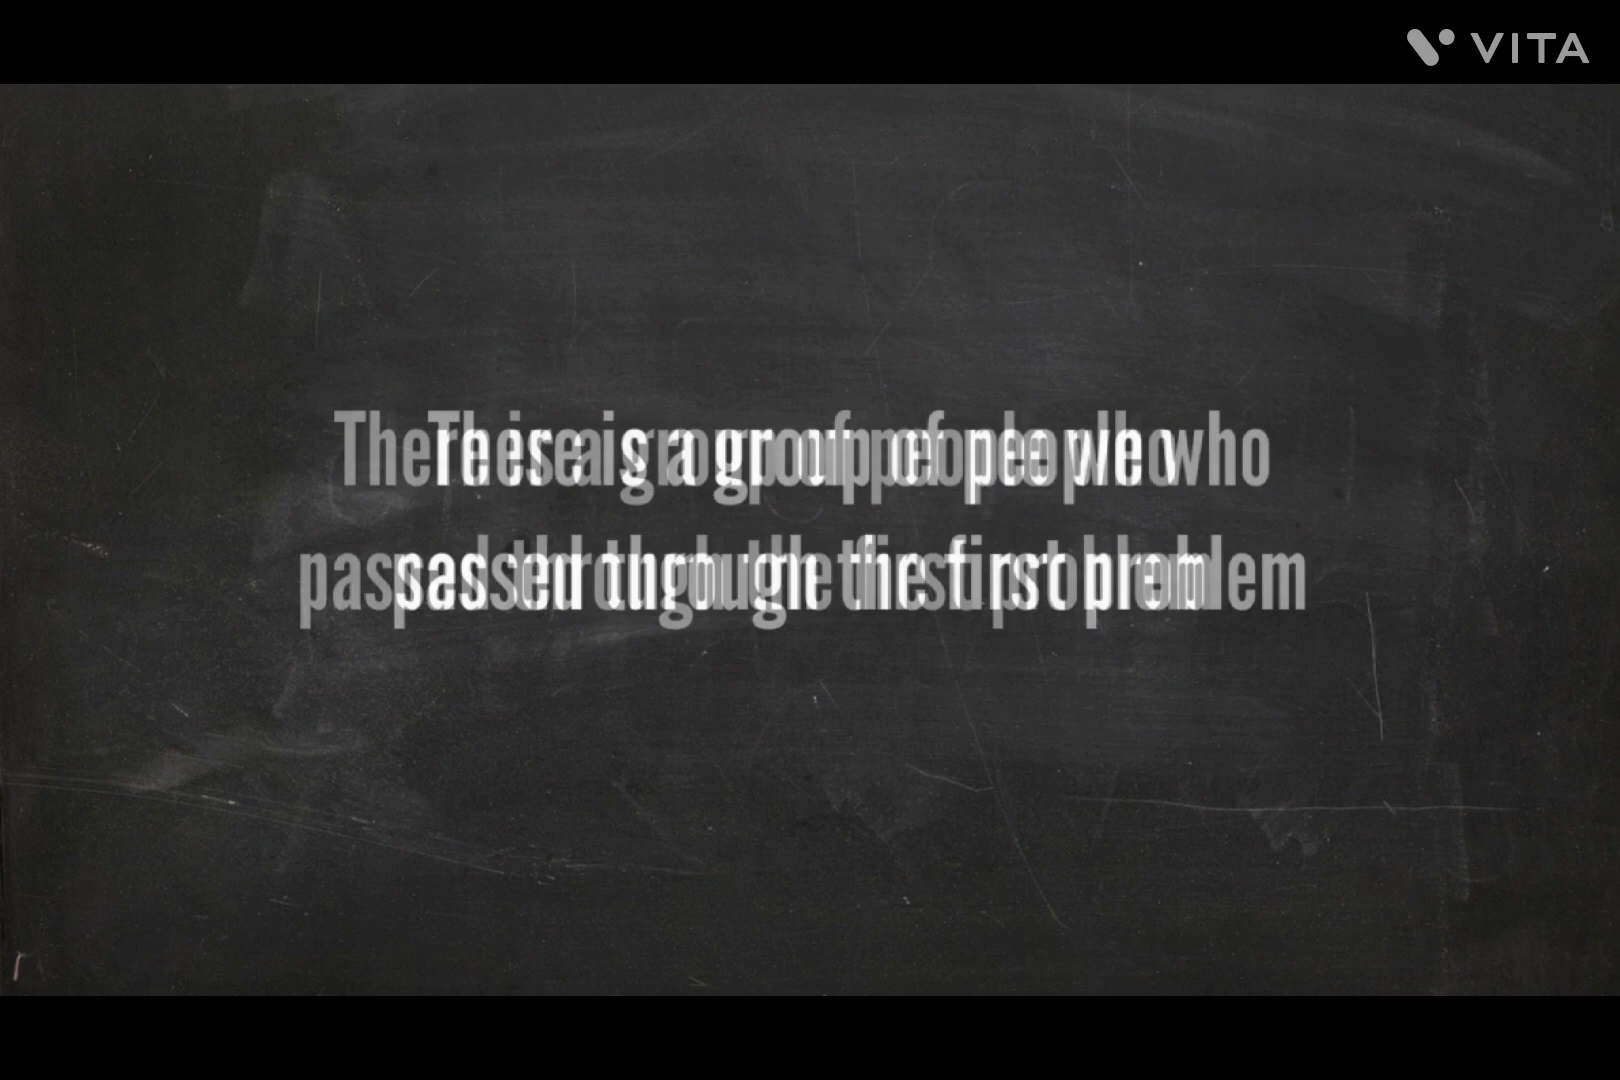 VITA
There is a group of people who
passed through the first problem